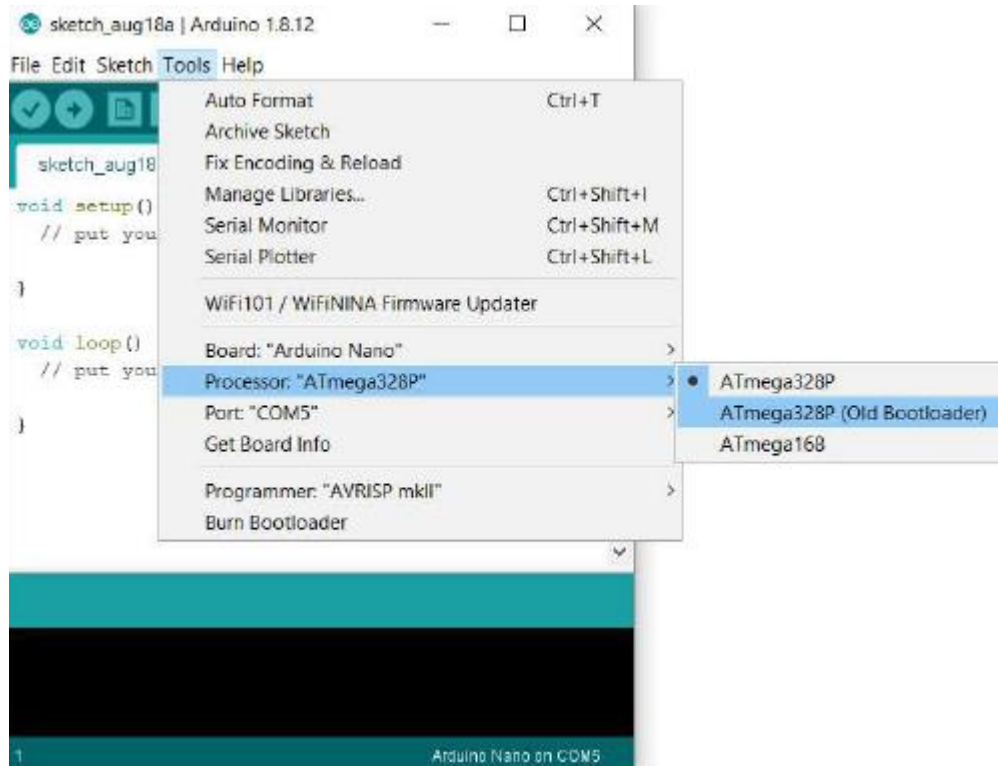 sketch_aug18a | Arduino 1.8.12
File Edit Sketch Tools Help
Auto Format Ctrl+T
Archive Sketch
sketch_aug18
Fix Encoding & Reload
Manage Libraries... Ctrl+Shift+I
void setup()
Serial Monitor Ctrl+Shift+M
// put you
Serial Plotter Ctrl+Shift+L
}
WiFi101 / WiFiNINA Firmware Updater
void loop()
Board: "Arduino Nano"
// put you
Processor: "ATmega328P"
ATmega328P
Port: "COM5"
ATmega328P (Old Bootloader)
}
Get Board Info
ATmega168
Programmer: "AVRISP mkII"
Burn Bootloader
1 Arduino Nano on COM5